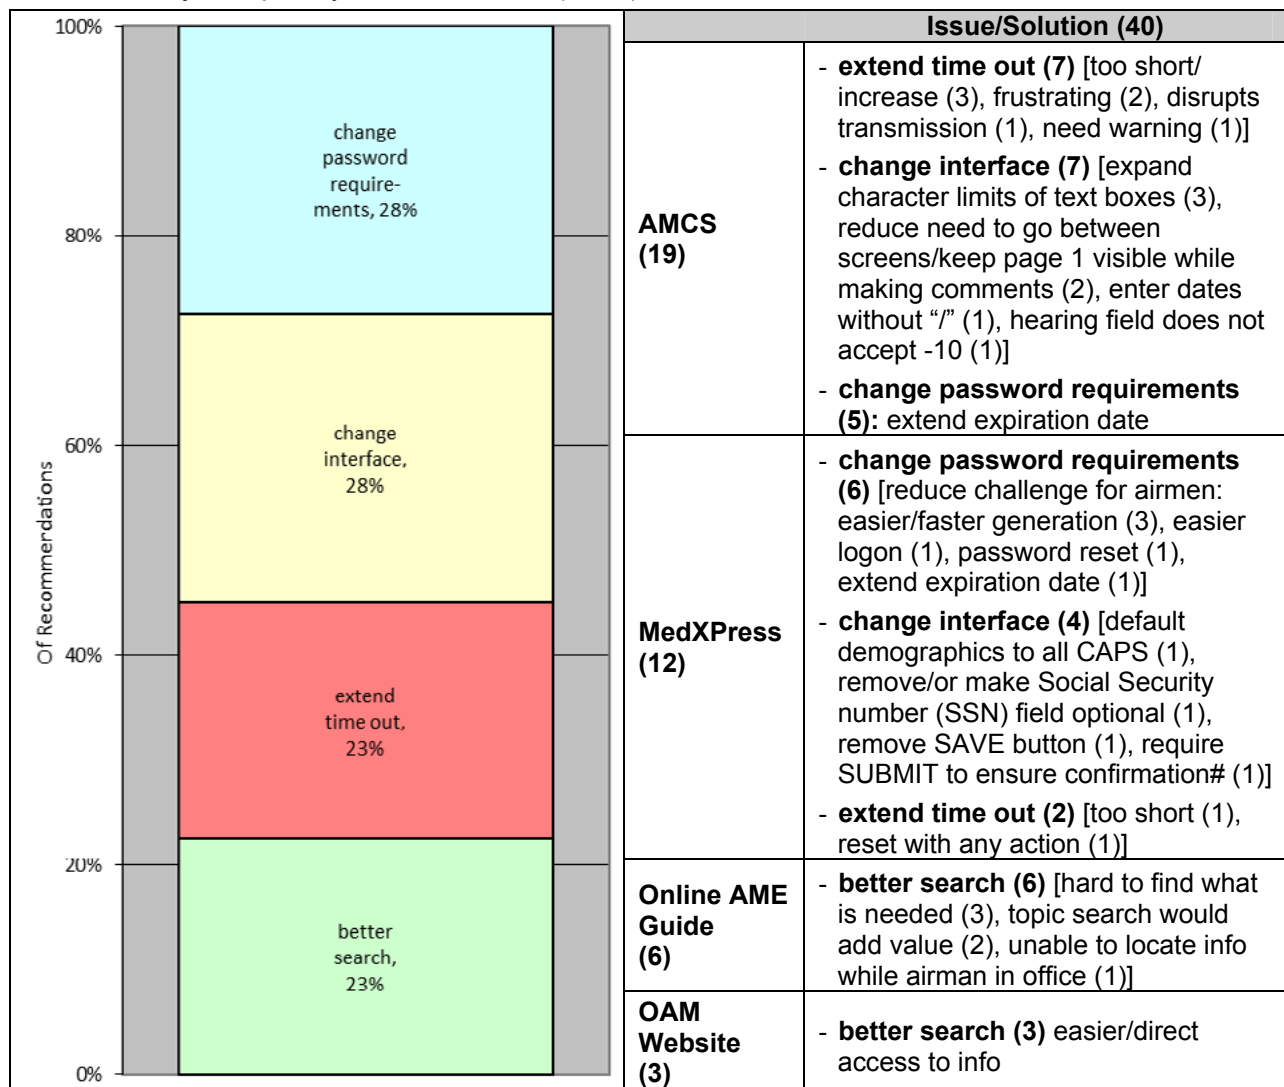 100%
80%
60%
40%
20%
0%
Of Recommendations
change
password
require-
ments, 28%
change
interface,
28%
extend
time out,
23%
better
search,
23%
Issue/Solution (40)
AMCS
(19)
- extend time out (7) [too short/
increase (3), frustrating (2), disrupts
transmission (1), need warning (1)]
- change interface (7) [expand
character limits of text boxes (3),
reduce need to go between
screens/keep page 1 visible while
making comments (2), enter dates
without “/” (1), hearing field does not
accept -10 (1)]
- change password requirements
(5): extend expiration date
MedXPress
(12)
- change password requirements
(6) [reduce challenge for airmen:
easier/faster generation (3), easier
logon (1), password reset (1),
extend expiration date (1)]
- change interface (4) [default
demographics to all CAPS (1),
remove/or make Social Security
number (SSN) field optional (1),
remove SAVE button (1), require
SUBMIT to ensure confirmation# (1)]
- extend time out (2) [too short (1),
reset with any action (1)]
Online AME
Guide
(6)
- better search (6) [hard to find what
is needed (3), topic search would
add value (2), unable to locate info
while airman in office (1)]
OAM
Website
(3)
- better search (3) easier/direct
access to info